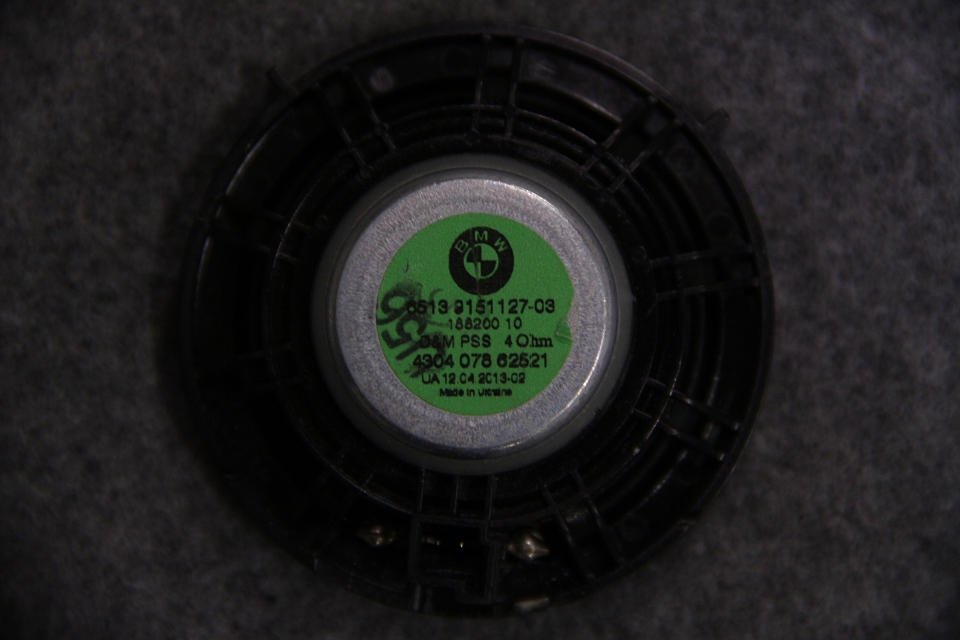 BMW
6513 9151127-03
188200 10
D&M PSS 4 Ohm
4304 078 62521
UA 12.04 2013-02
Made in Ukraine